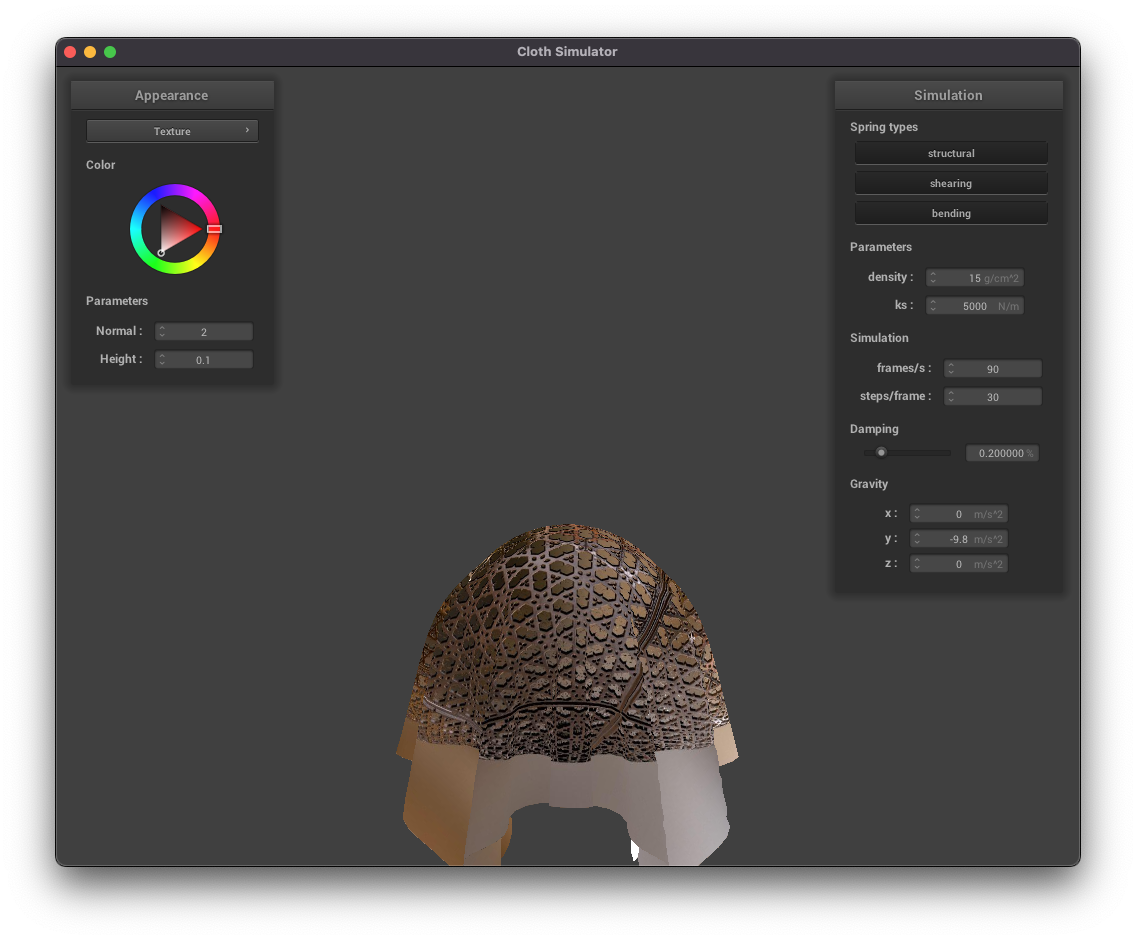 Cloth Simulator
Appearance
Texture
Color
Parameters
Normal : 2
Height : 0.1
Simulation
Spring types
structural
shearing
bending
Parameters
density : 15 g/cm^2
ks : 5000 N/m
Simulation
frames/s : 90
steps/frame : 30
Damping
0.200000 %
Gravity
x : 0 m/s^2
y : -9.8 m/s^2
z : 0 m/s^2